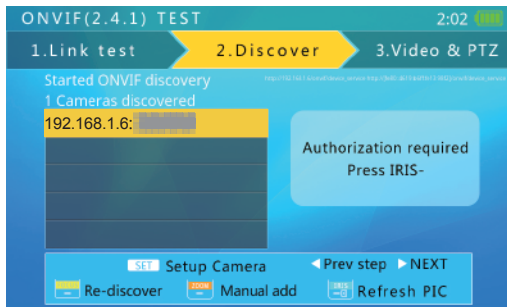 ONVIF(2.4.1) TEST
2:02
1.Link test
2.Discover
3.Video & PTZ
Started ONVIF discovery
1 Cameras discovered
192.168.1.6:
Authorization required
Press IRIS-
SET Setup Camera
Prev step
NEXT
Re-discover
ZOOM Manual add
IRIS Refresh PIC